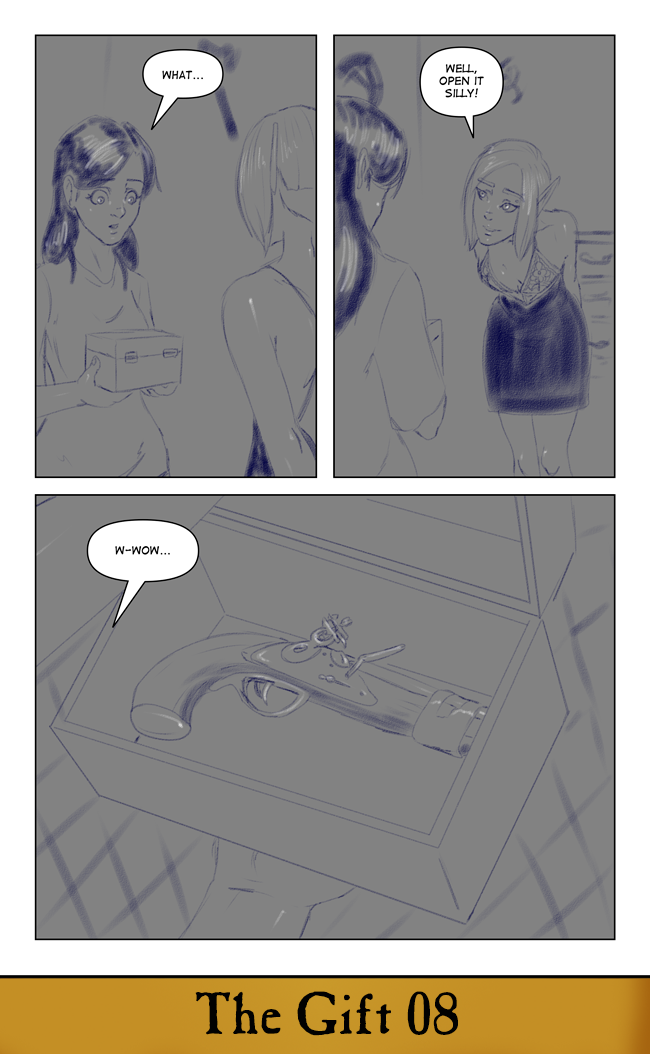 WHAT...
WELL,
OPEN IT
SILLY!
W-WOW...
The Gift 08